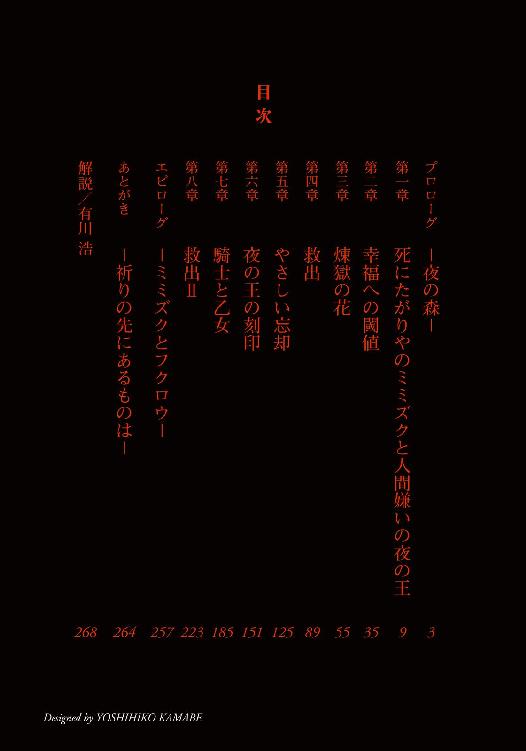 目次
プロローグ ―夜の森― 3
第一章 死にたがりやのミミズクと人間嫌いの夜の王 9
第二章 幸福への閾値 35
第三章 煉獄の花 55
第四章 救出 89
第五章 やさしい忘却 125
第六章 夜の王の刻印 151
第七章 騎士と乙女 185
第八章 救出Ⅱ 223
エピローグ ―ミミズクとフクロウ― 257
あとがき ―祈りの先にあるものは― 264
解説／有川 浩 268
Designed by YOSHIHIKO KAMABE